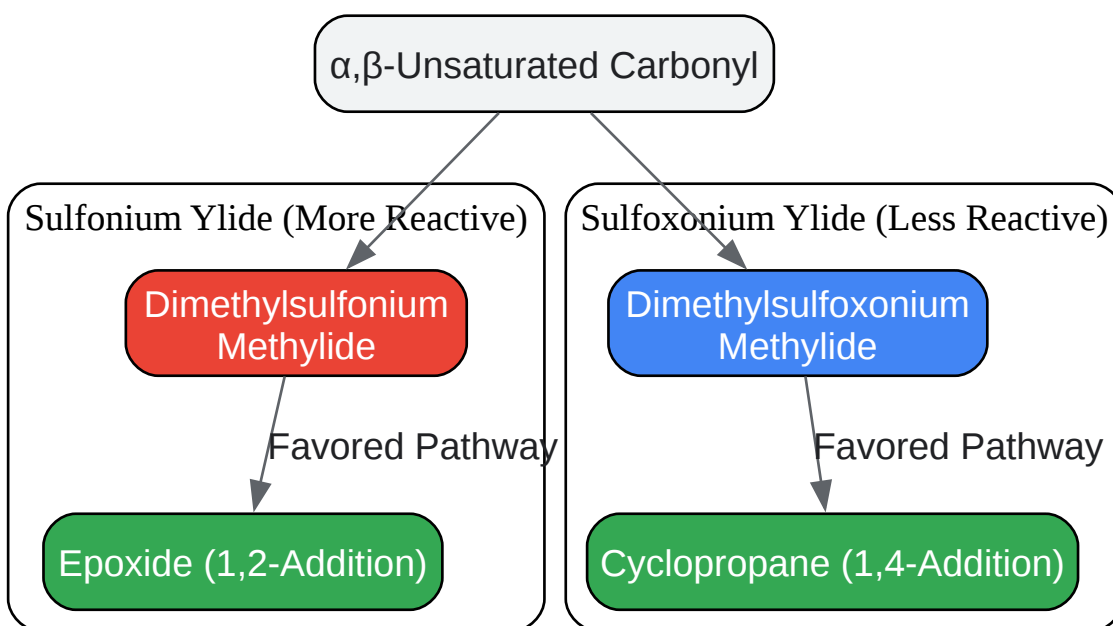 α,β-Unsaturated Carbonyl
Sulfonium Ylide (More Reactive)
Dimethylsulfonium
Methylide
Favored Pathway
Epoxide (1,2-Addition)
Sulfoxonium Ylide (Less Reactive)
Dimethylsulfoxonium
Methylide
Favored Pathway
Cyclopropane (1,4-Addition)